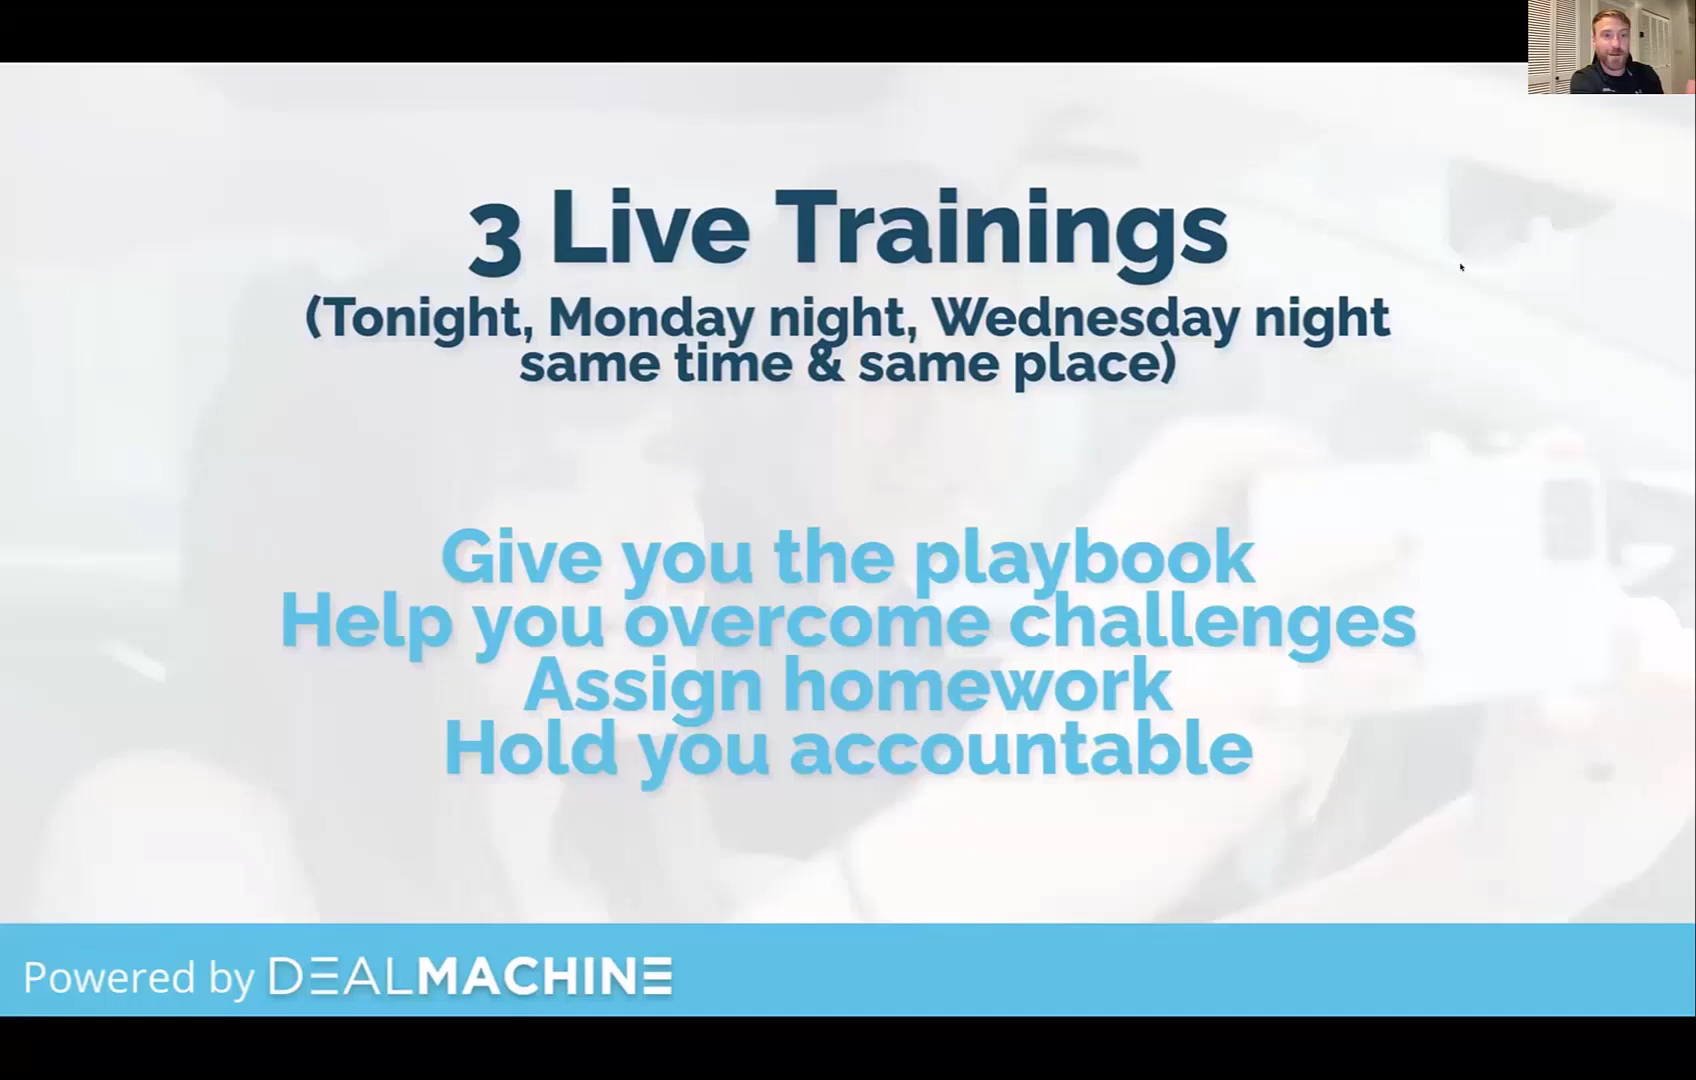 3 Live Trainings
(Tonight, Monday night, Wednesday night
same time & same place)
Give you the playbook
Help you overcome challenges
Assign homework
Hold you accountable
Powered by DEALMACHINE